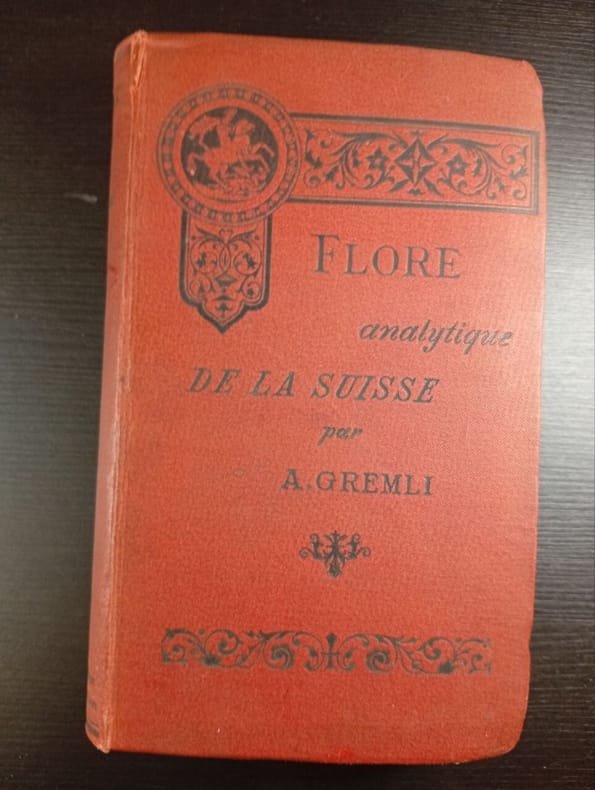 FLORE
analytique
DE LA SUISSE
par
A. GREMLI